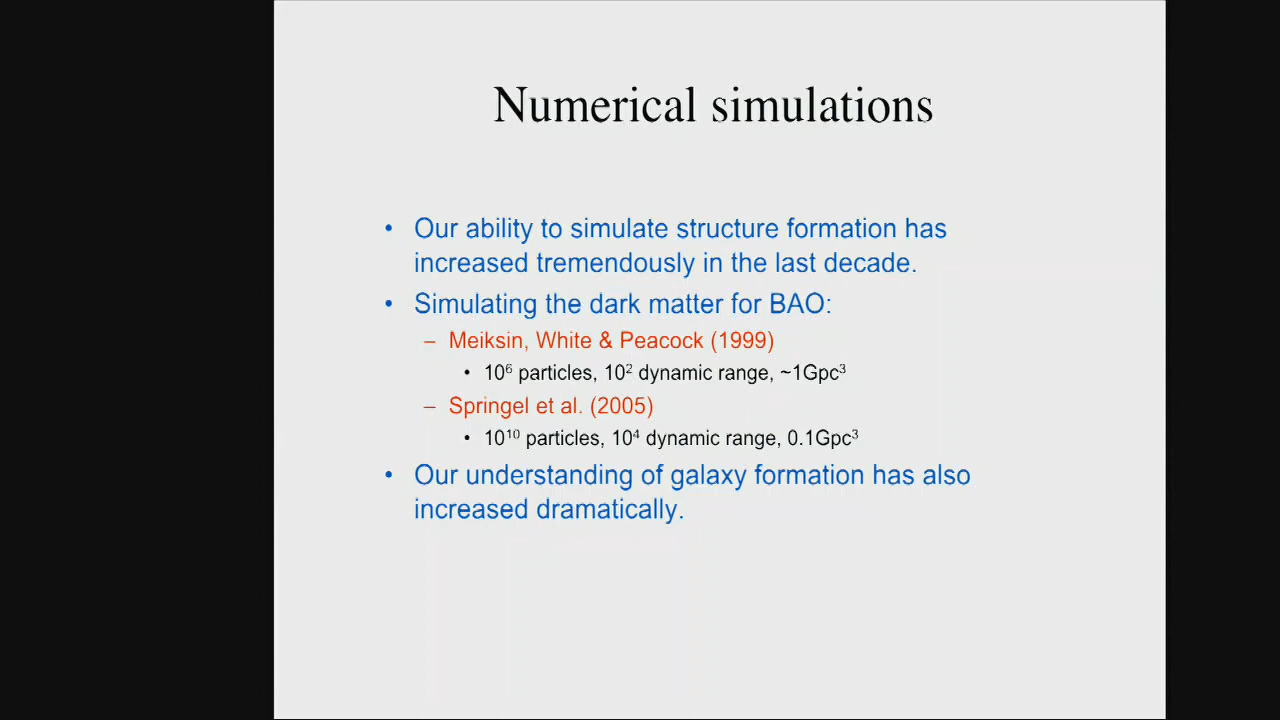 Numerical simulations
• Our ability to simulate structure formation has
increased tremendously in the last decade.
• Simulating the dark matter for BAO:
– Meiksin, White & Peacock (1999)
• 10⁶ particles, 10² dynamic range, ~1Gpc³
– Springel et al. (2005)
• 10¹⁰ particles, 10⁴ dynamic range, 0.1Gpc³
• Our understanding of galaxy formation has also
increased dramatically.